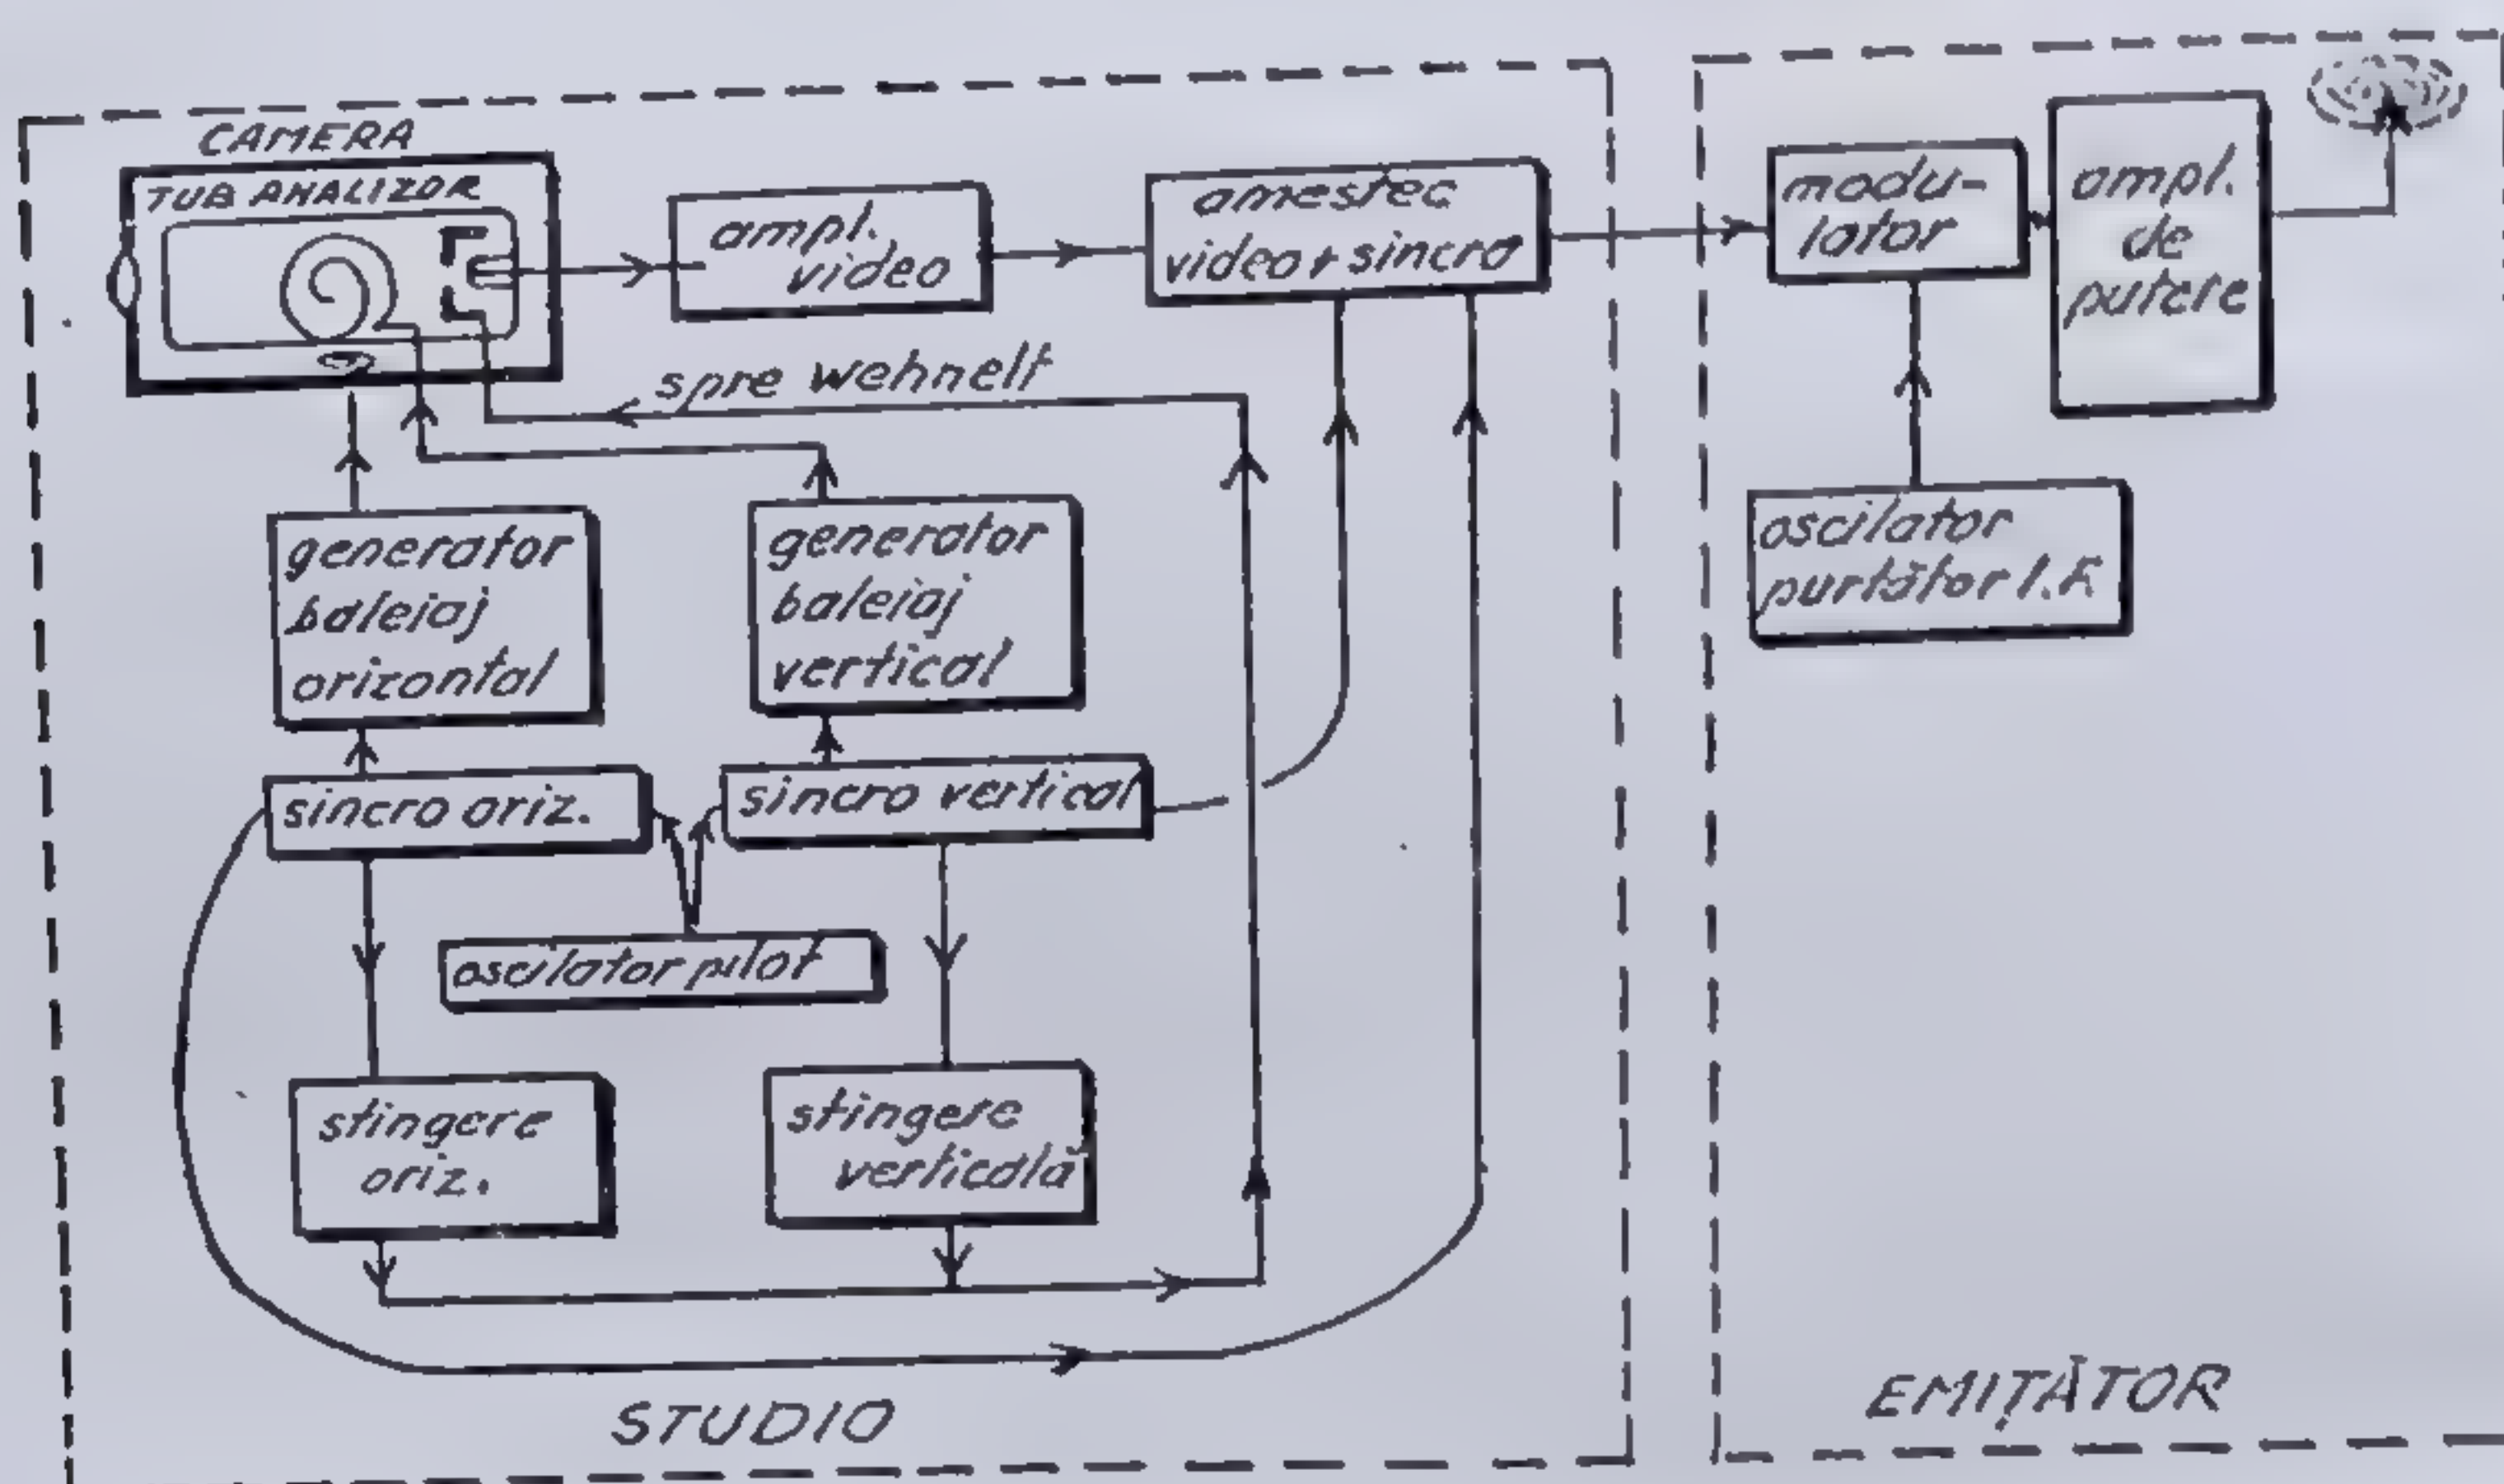 CAMERA
TUB ANALIZOR
ampl.
video
amestec
video+sincro
modu-
lator
ampl.
de
putere
spre wehnelt
generator
baleiaj
orizontal
generator
baleiaj
vertical
oscilator
purtător I.F
sincro oriz.
sincro vertical
oscilator pilot
stingere
oriz.
stingere
verticală
STUDIO
EMIȚĂTOR